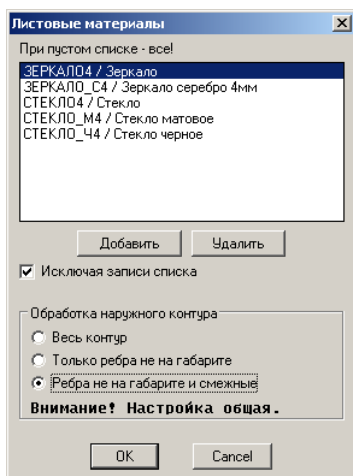 Листовые материалы
При пустом списке - все!
ЗЕРКАЛО4 / Зеркало
ЗЕРКАЛО_С4 / Зеркало серебро 4мм
СТЕКЛО4 / Стекло
СТЕКЛО_М4 / Стекло матовое
СТЕКЛО_Ч4 / Стекло черное
Добавить Удалить
Исключая записи списка
Обработка наружного контура
Весь контур
Только ребра не на габарите
Ребра не на габарите и смежные
Внимание! Настройка общая.
OK Cancel